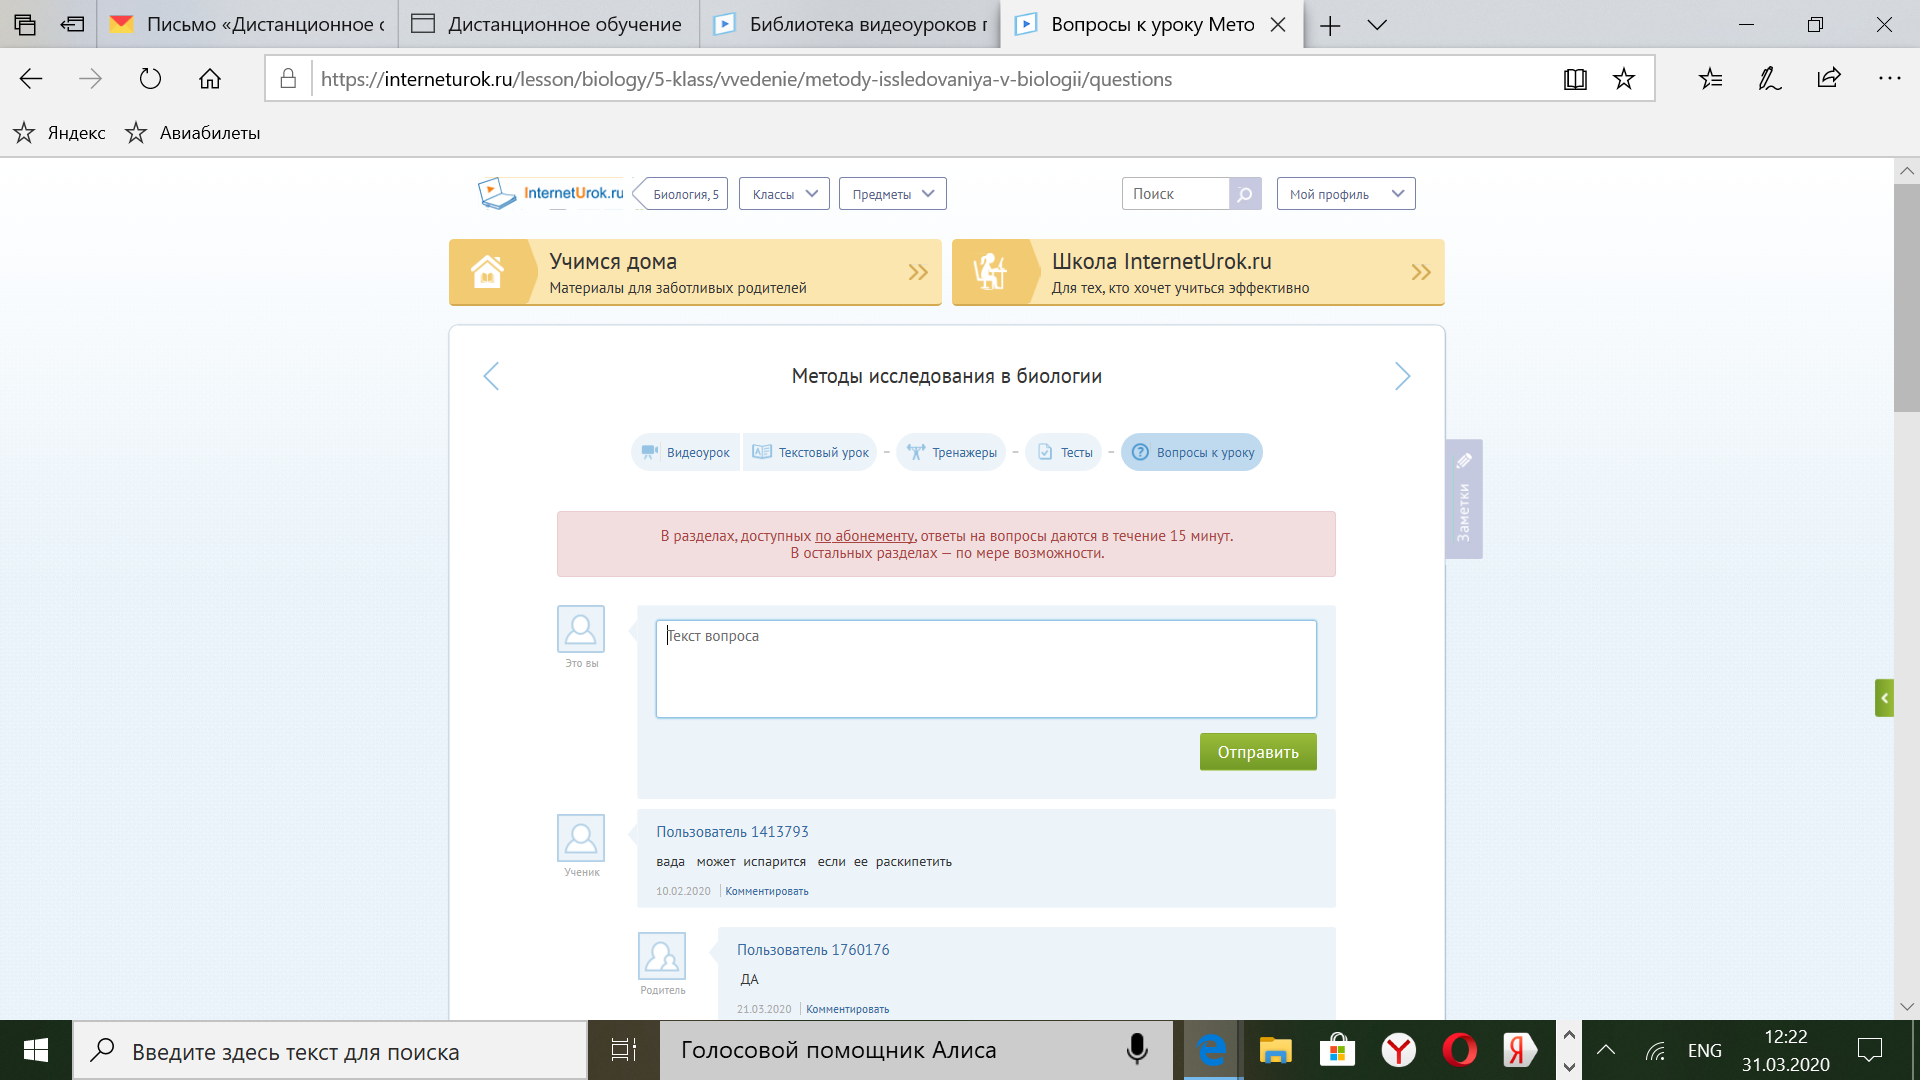 Письмо «Дистанционное с
Дистанционное обучение
Библиотека видеоуроков г
Вопросы к уроку Мето
https://interneturok.ru/lesson/biology/5-klass/vvedenie/metody-issledovaniya-v-biologii/questions
Яндекс
Авиабилеты
InternetUrok.ru
Биология, 5
Классы
Предметы
Поиск
Мой профиль
Учимся дома
Материалы для заботливых родителей
Школа InternetUrok.ru
Для тех, кто хочет учиться эффективно
Методы исследования в биологии
Видеоурок
Текстовый урок
Тренажеры
Тесты
Вопросы к уроку
Заметки
В разделах, доступных по абонементу, ответы на вопросы даются в течение 15 минут.
В остальных разделах — по мере возможности.
Это вы
Текст вопроса
Отправить
Ученик
Пользователь 1413793
вада может испарится если ее раскипетить
10.02.2020 | Комментировать
Родитель
Пользователь 1760176
ДА
21.03.2020 | Комментировать
Введите здесь текст для поиска
Голосовой помощник Алиса
ENG
12:22
31.03.2020